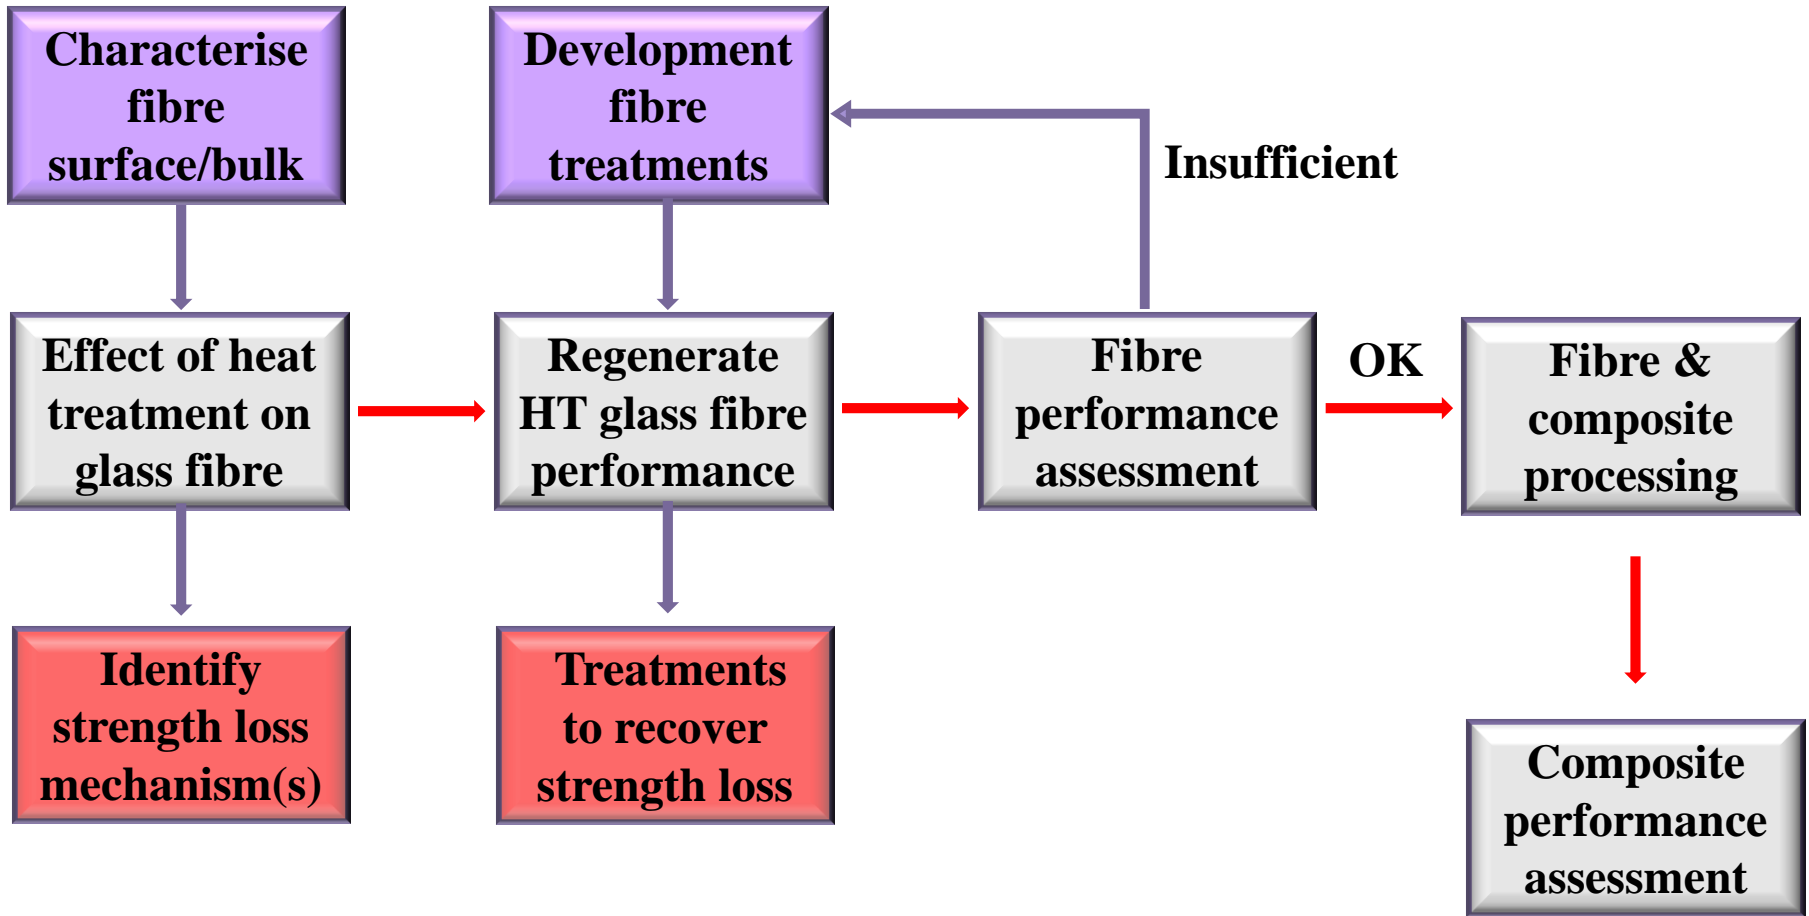 Characterise
fibre
surface/bulk
Development
fibre
treatments
Insufficient
Effect of heat
treatment on
glass fibre
Regenerate
HT glass fibre
performance
Fibre
performance
assessment
OK
Fibre &
composite
processing
Identify
strength loss
mechanism(s)
Treatments
to recover
strength loss
Composite
performance
assessment